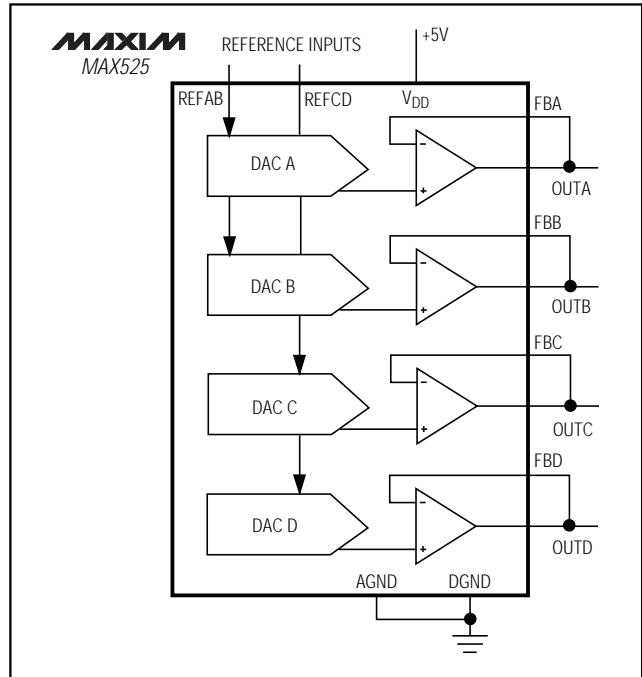 MAXIM
MAX525
REFERENCE INPUTS
+5V
REFAB
REFCD
VDD
FBA
DAC A
-
+
OUTA
FBB
DAC B
-
+
OUTB
FBC
DAC C
-
+
OUTC
FBD
DAC D
-
+
OUTD
AGND
DGND